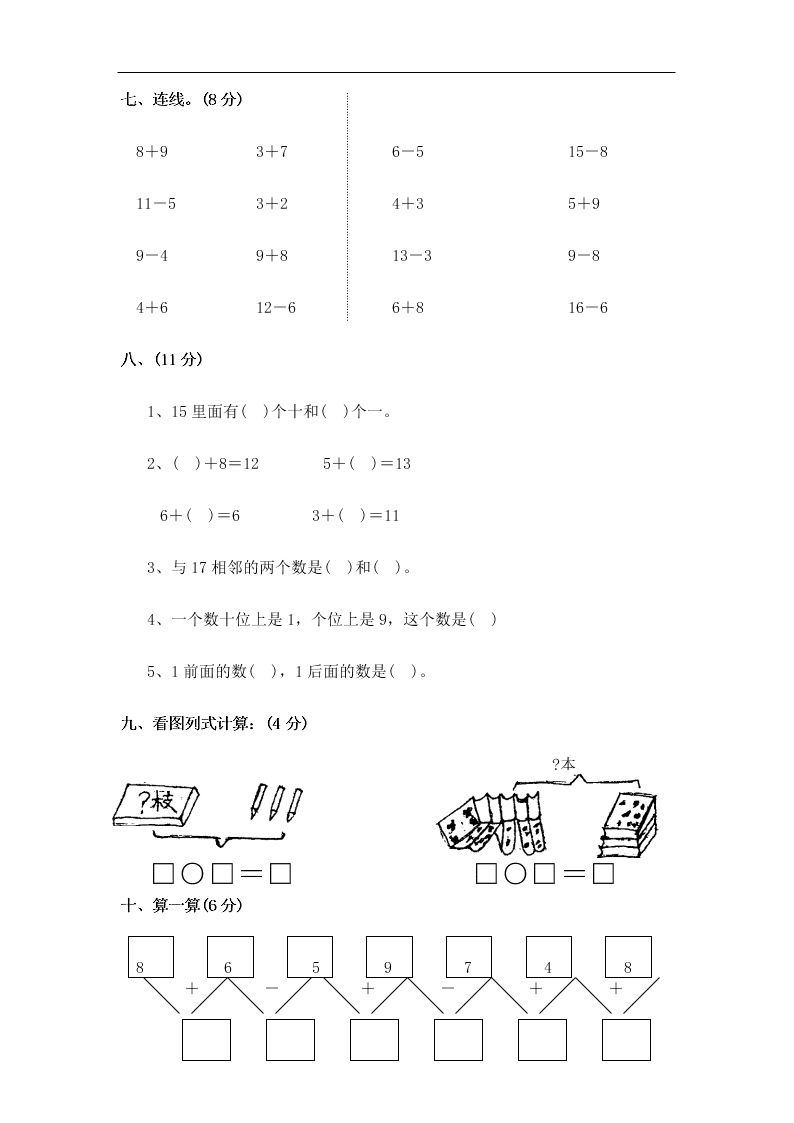 七、连线。(8 分)
8＋9 3＋7 6－5 15－8
11－5 3＋2 4＋3 5＋9
9－4 9＋8 13－3 9－8
4＋6 12－6 6＋8 16－6
八、(11 分)
1、15 里面有( )个十和( )个一。
2、( )＋8＝12 5＋( )＝13
6＋( )＝6 3＋( )＝11
3、与 17 相邻的两个数是( )和( )。
4、一个数十位上是 1，个位上是 9，这个数是( )
5、1 前面的数( )，1 后面的数是( )。
九、看图列式计算：(4 分)
?本
?枝
□○□＝□ □○□＝□
十、算一算(6 分)
8 6 5 9 7 4 8
＋ － ＋ － ＋ ＋